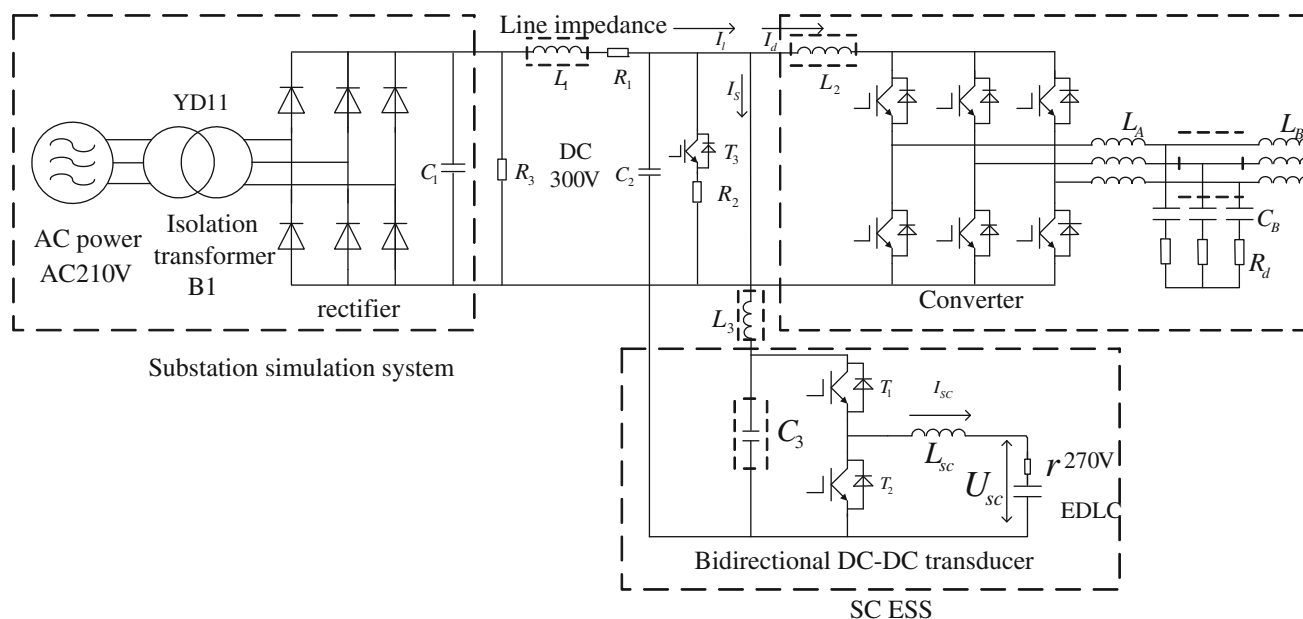 Line impedance
I_l
I_d
L_1
R_1
L_2
I_S
YD11
C_1
R_3
DC
300V
C_2
T_3
R_2
L_A
L_B
C_B
R_d
AC power
AC210V
Isolation
transformer
B1
rectifier
Converter
L_3
Substation simulation system
T_1
I_SC
C_3
L_sc
T_2
U_sc
r
270V
EDLC
Bidirectional DC-DC transducer
SC ESS